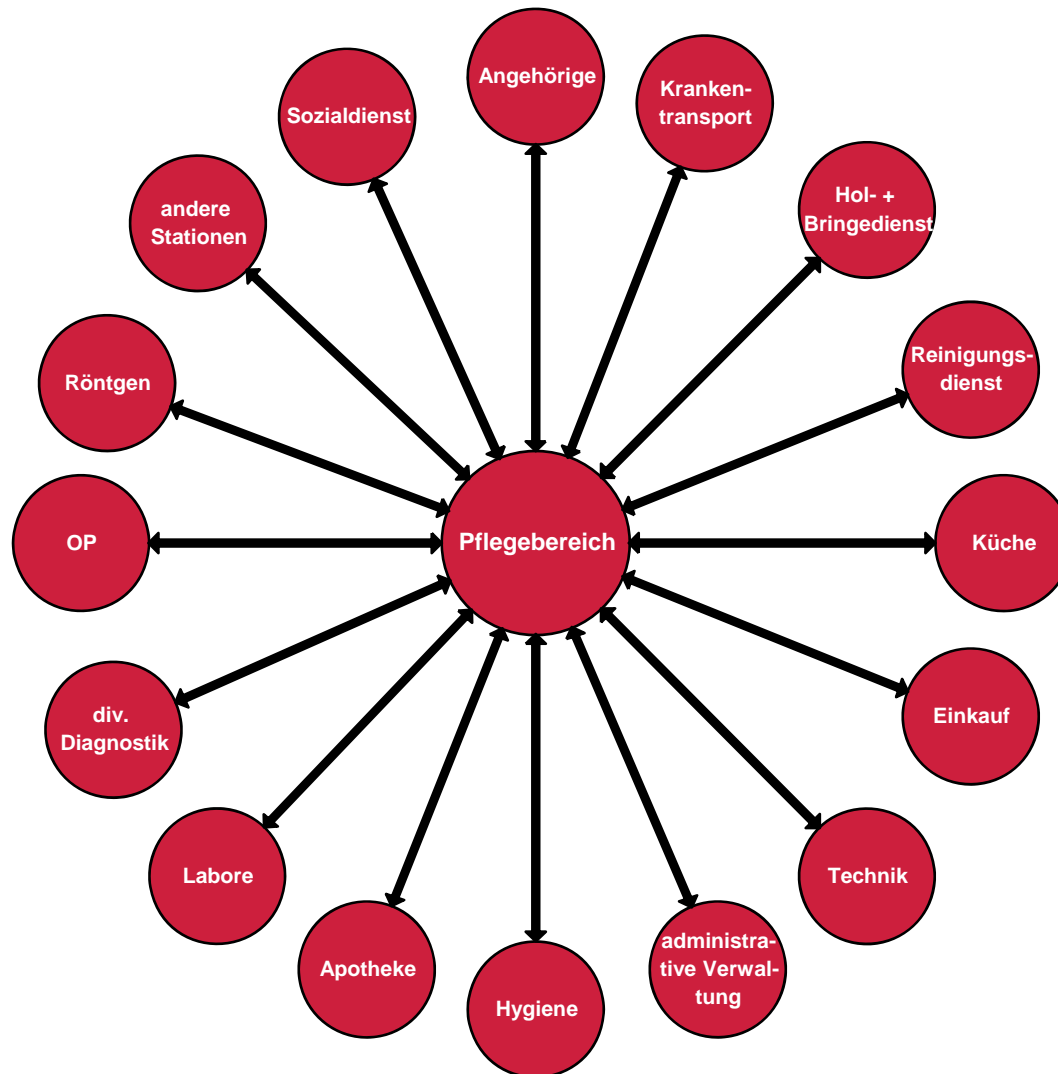 Angehörige
Kranken-
transport
Hol- +
Bringedienst
Reinigungs-
dienst
Küche
Einkauf
Technik
administra-
tive Verwal-
tung
Hygiene
Apotheke
Labore
div.
Diagnostik
OP
Röntgen
andere
Stationen
Sozialdienst
Pflegebereich